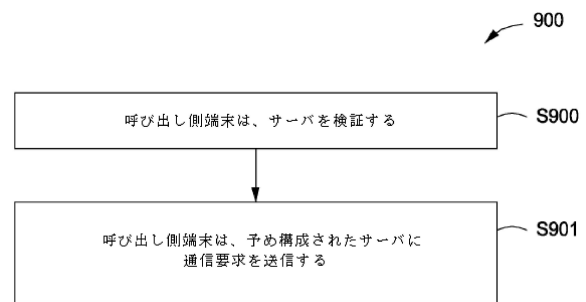 900
呼び出し側端末は、サーバを検証する
S900
呼び出し側端末は、予め構成されたサーバに
通信要求を送信する
S901